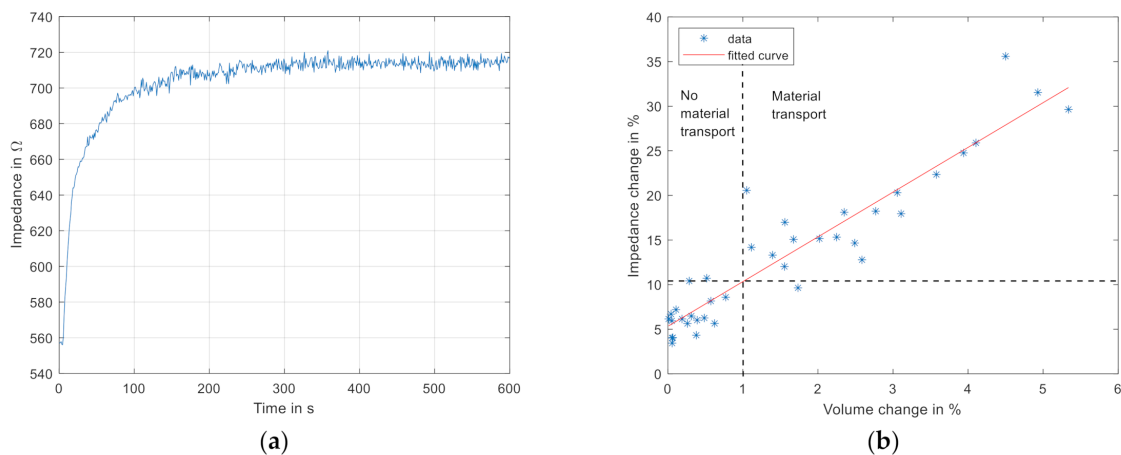 740
720
700
680
660
640
620
600
580
560
540
0
100
200
300
400
500
600
Impedance in Ω
Time in s
(a)
40
35
30
25
20
15
10
5
0
0
1
2
3
4
5
6
Impedance change in %
Volume change in %
data
fitted curve
No
material
transport
Material
transport
(b)